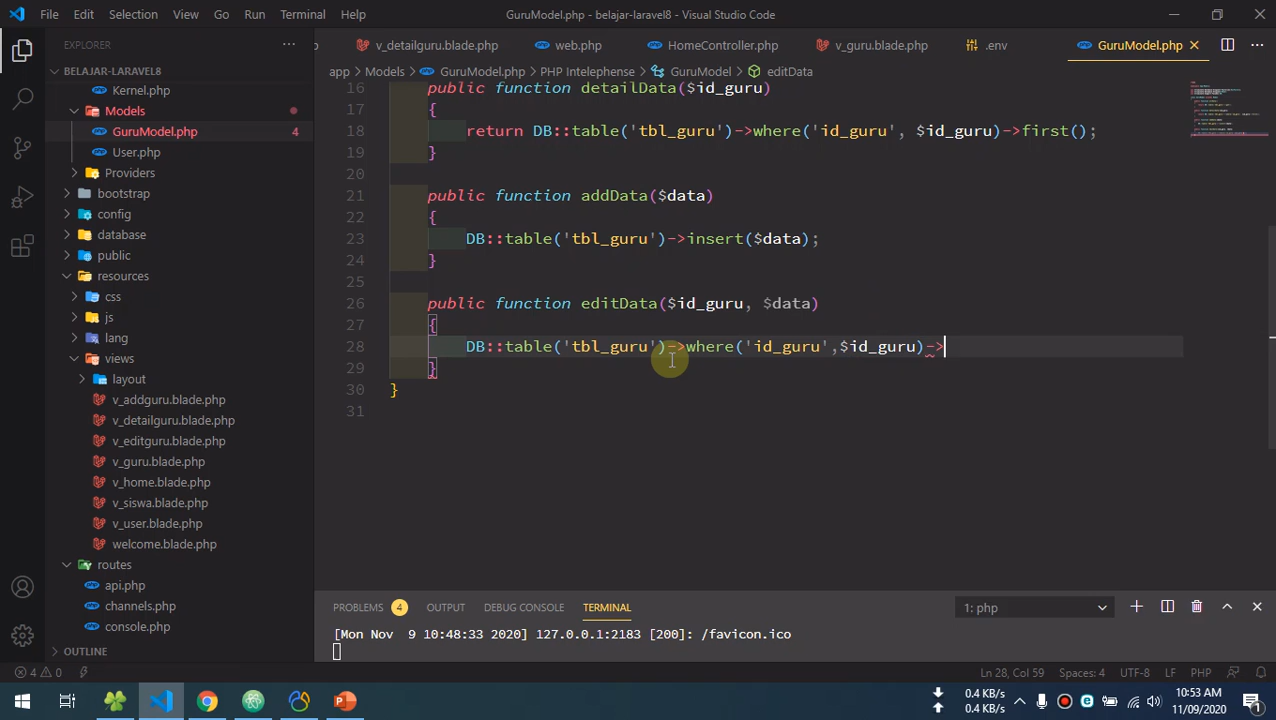 File Edit Selection View Go Run Terminal Help GuruModel.php - belajar-laravel8 - Visual Studio Code
EXPLORER
v_detailguru.blade.php web.php HomeController.php v_guru.blade.php .env GuruModel.php
BELAJAR-LARAVEL8
app > Models > GuruModel.php > PHP Intelephense > GuruModel > editData
Kernel.php
Models
GuruModel.php 4
User.php
Providers
bootstrap
config
database
public
resources
css
js
lang
views
layout
v_addguru.blade.php
v_detailguru.blade.php
v_editguru.blade.php
v_guru.blade.php
v_home.blade.php
v_siswa.blade.php
v_user.blade.php
welcome.blade.php
routes
api.php
channels.php
console.php
OUTLINE
16 public function detailData($id_guru)
17 {
18 return DB::table('tbl_guru')->where('id_guru', $id_guru)->first();
19 }
20
21 public function addData($data)
22 {
23 DB::table('tbl_guru')->insert($data);
24 }
25
26 public function editData($id_guru, $data)
27 {
28 DB::table('tbl_guru')->where('id_guru',$id_guru)->
29 }
30 }
31
PROBLEMS 4 OUTPUT DEBUG CONSOLE TERMINAL 1: php
[Mon Nov  9 10:48:33 2020] 127.0.0.1:2183 [200]: /favicon.ico
4 0 Ln 28, Col 59 Spaces: 4 UTF-8 LF PHP
0.4 KB/s
0.4 KB/s
10:53 AM
11/09/2020
1